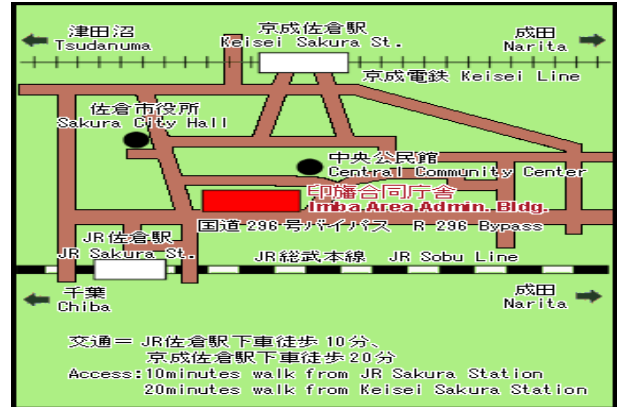 津田沼
Tsudanuma
京成佐倉駅
Keisei Sakura St.
成田
Narita
京成電鉄 Keisei Line
佐倉市役所
Sakura City Hall
中央公民館
Central Community Center
印旛合同庁舎
Imba Area Admin. Bldg.
国道296号バイパス R 296 Bypass
JR佐倉駅
JR Sakura St.
JR総武本線 JR Sobu Line
千葉
Chiba
成田
Narita
交通＝JR佐倉駅下車徒歩10分、
京成佐倉駅下車徒歩20分
Access:10minutes walk from JR Sakura Station
20minutes walk from Keisei Sakura Station